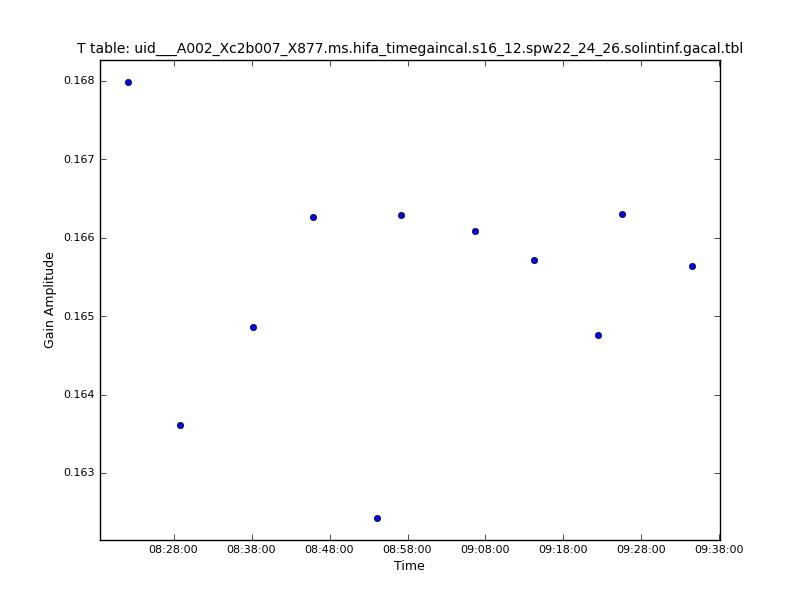 T table: uid___A002_Xc2b007_X877.ms.hifa_timegaincal.s16_12.spw22_24_26.solintinf.gacal.tbl
0.168
0.167
0.166
0.165
0.164
0.163
Gain Amplitude
08:28:00 08:38:00 08:48:00 08:58:00 09:08:00 09:18:00 09:28:00 09:38:00
Time